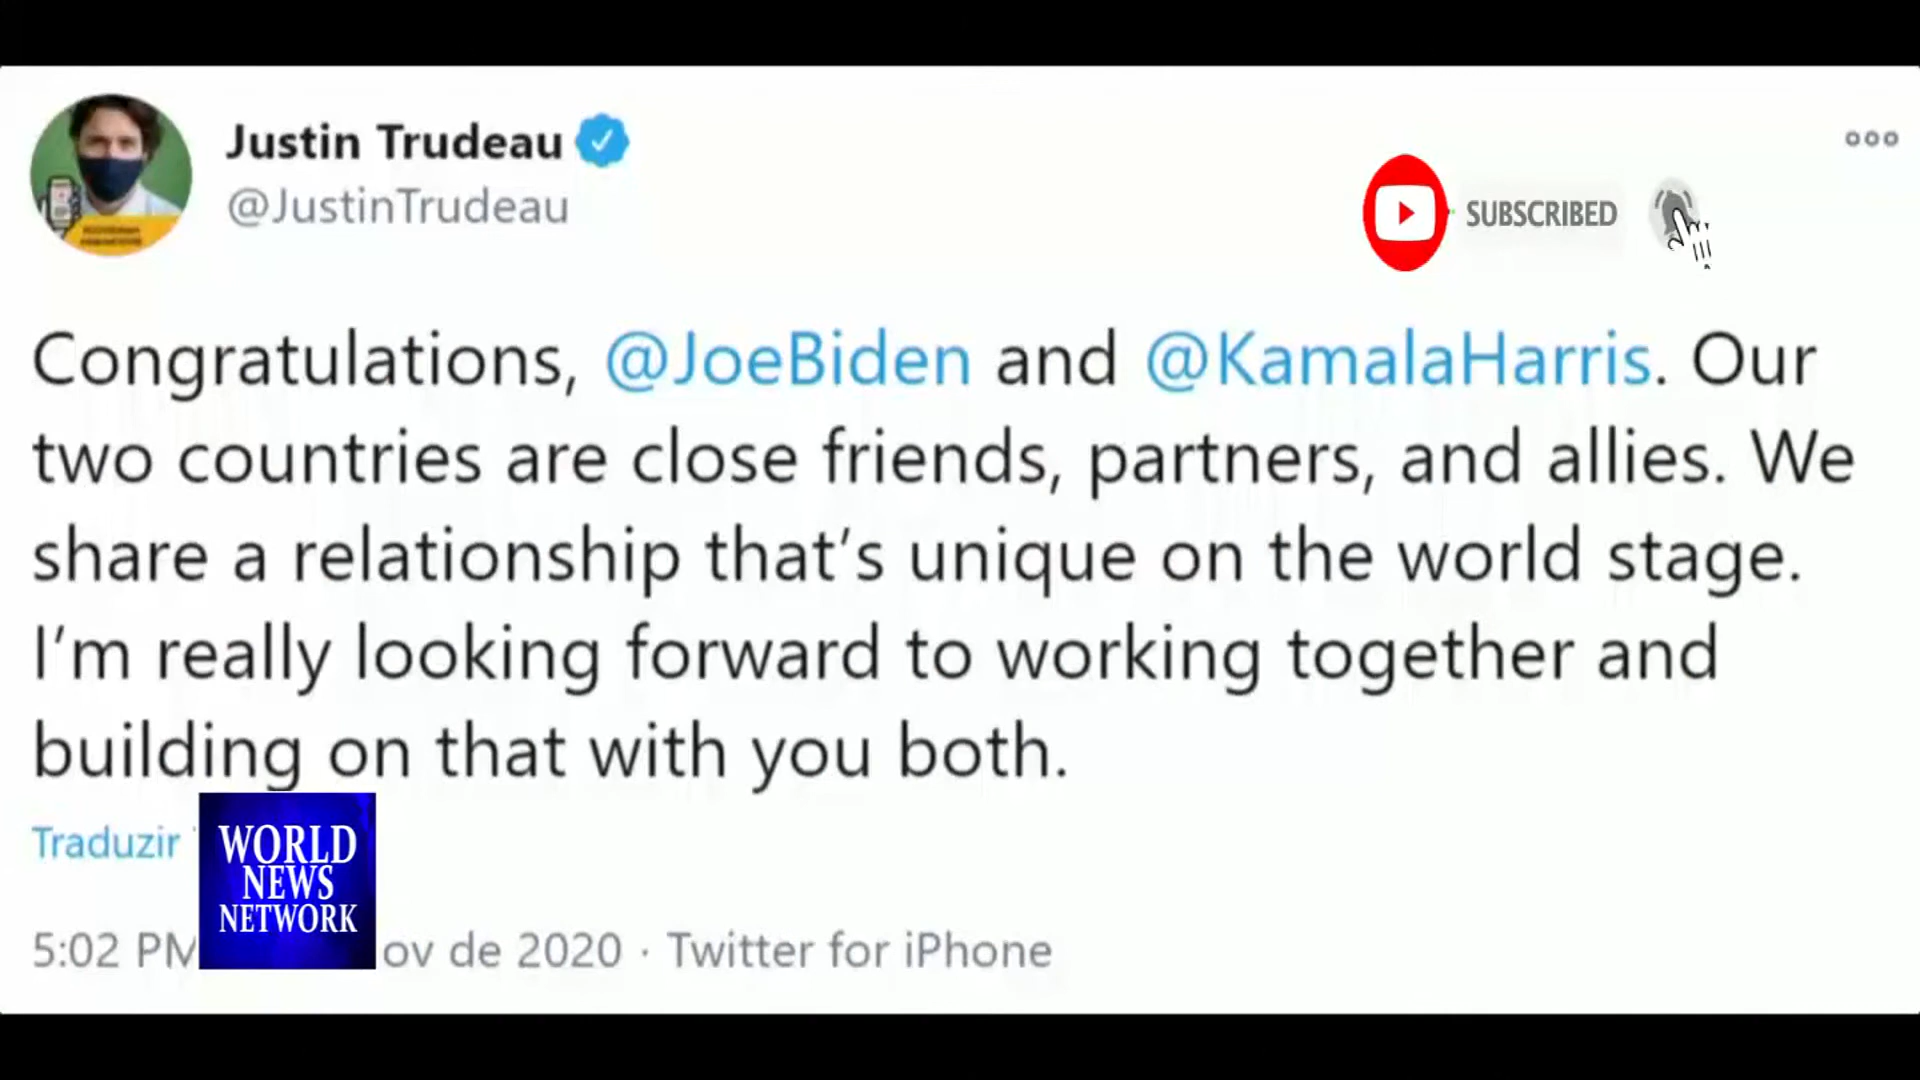 Justin Trudeau
@JustinTrudeau
SUBSCRIBED
Congratulations, @JoeBiden and @KamalaHarris. Our
two countries are close friends, partners, and allies. We
share a relationship that’s unique on the world stage.
I’m really looking forward to working together and
building on that with you both.
Traduzir
WORLD
NEWS
NETWORK
5:02 PM ov de 2020 · Twitter for iPhone